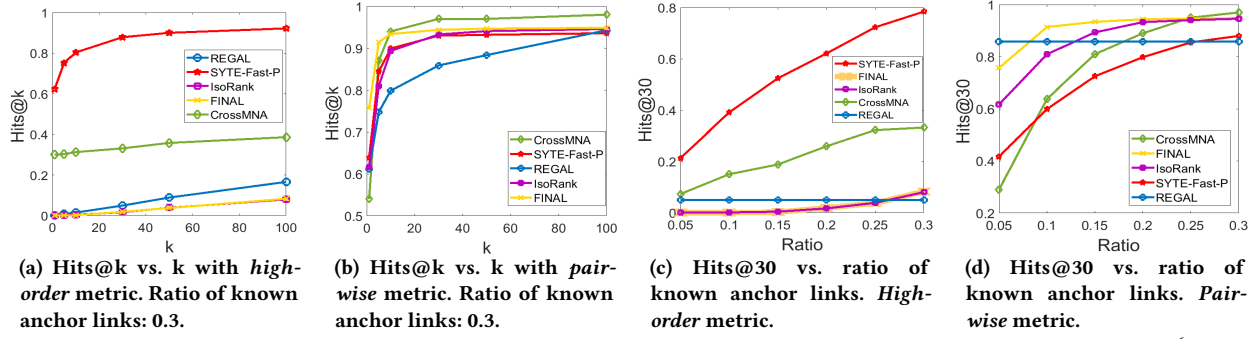 Hits@k
1
0.8
0.6
0.4
0.2
0
0 20 40 60 80 100
k
REGAL
SYTE-Fast-P
IsoRank
FINAL
CrossMNA
(a) Hits@k vs. k with high-
order metric. Ratio of known
anchor links: 0.3.
Hits@k
1
0.9
0.8
0.7
0.6
0.5
0 20 40 60 80 100
k
CrossMNA
SYTE-Fast-P
REGAL
IsoRank
FINAL
(b) Hits@k vs. k with pair-
wise metric. Ratio of known
anchor links: 0.3.
Hits@30
0.8
0.6
0.4
0.2
0
0.05 0.1 0.15 0.2 0.25 0.3
Ratio
SYTE-Fast-P
FINAL
IsoRank
CrossMNA
REGAL
(c) Hits@30 vs. ratio of
known anchor links. High-
order metric.
Hits@30
1
0.8
0.6
0.4
0.2
0.05 0.1 0.15 0.2 0.25 0.3
Ratio
CrossMNA
FINAL
IsoRank
SYTE-Fast-P
REGAL
(d) Hits@30 vs. ratio of
known anchor links. Pair-
wise metric.